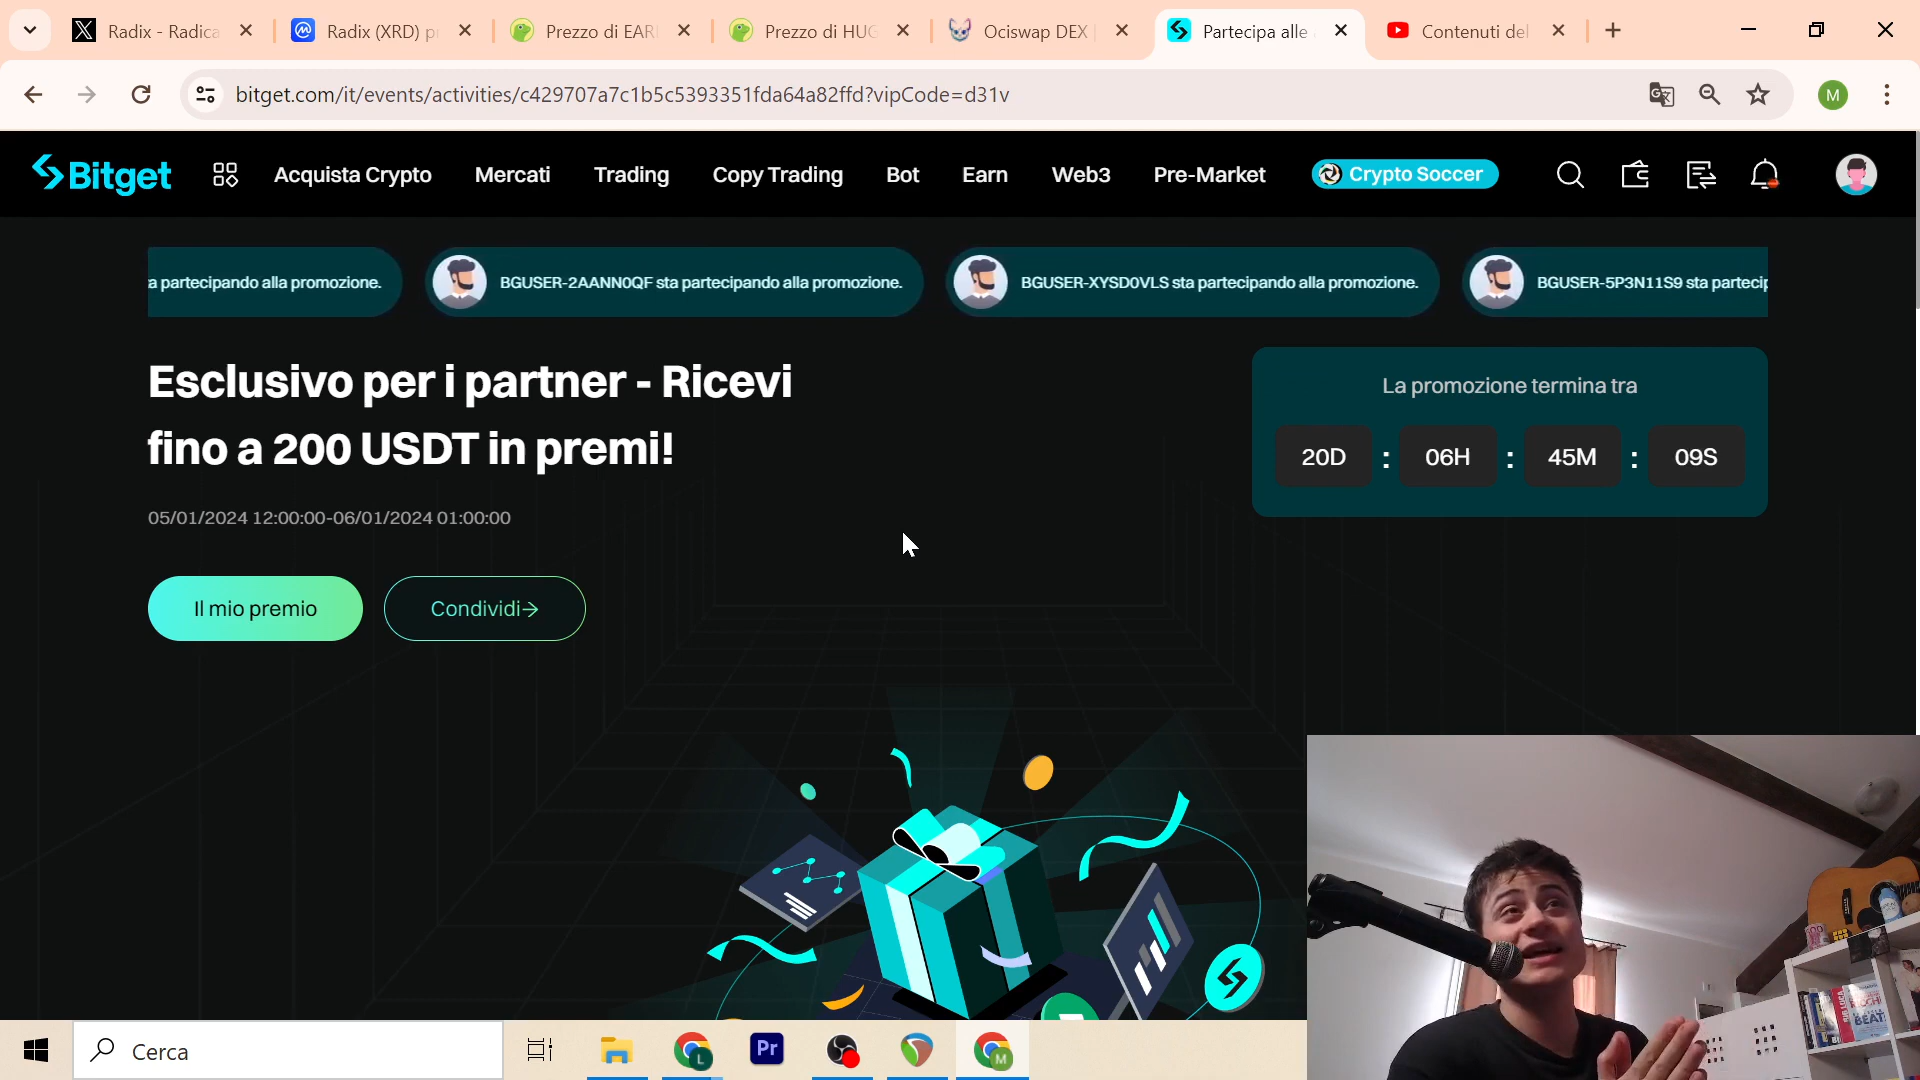 Radix - Radica
Radix (XRD) p
Prezzo di EAR
Prezzo di HUG
Ociswap DEX
Partecipa alle
Contenuti del
bitget.com/it/events/activities/c429707a7c1b5c5393351fda64a82ffd?vipCode=d31v
M
Bitget
Acquista Crypto
Mercati
Trading
Copy Trading
Bot
Earn
Web3
Pre-Market
Crypto Soccer
a partecipando alla promozione.
BGUSER-2AANN0QF sta partecipando alla promozione.
BGUSER-XYSD0VLS sta partecipando alla promozione.
BGUSER-5P3N11S9 sta partecip
Esclusivo per i partner - Ricevi
fino a 200 USDT in premi!
La promozione termina tra
20D : 06H : 45M : 09S
05/01/2024 12:00:00-06/01/2024 01:00:00
Il mio premio
Condividi→
Cerca
L
Pr
M